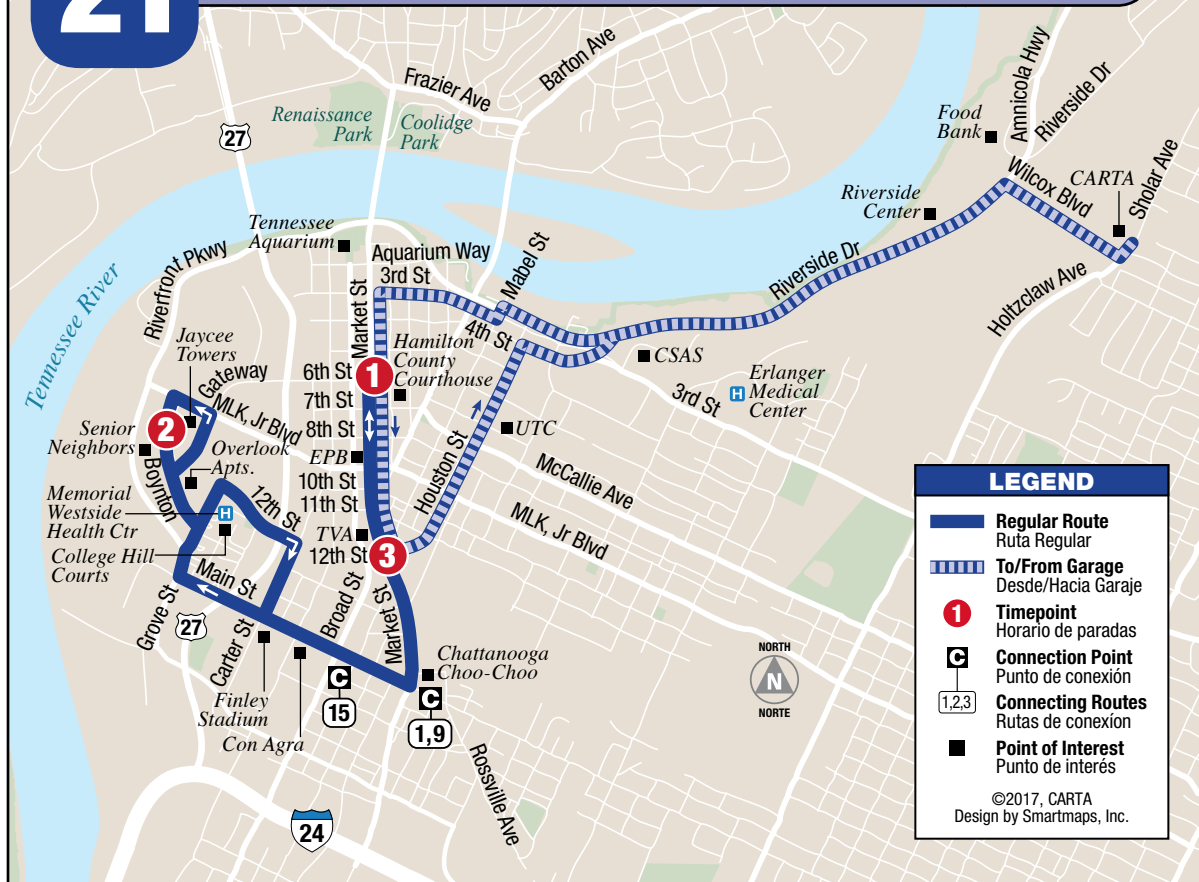 21
Frazier Ave
Barton Ave
Amnicola Hwy
Riverside Dr
Renaissance
Park
Coolidge
Park
27
Food
Bank
Wilcox Blvd
CARTA
Sholar Ave
Riverside
Center
Tennessee
Aquarium
Riverfront Pkwy
Aquarium Way
3rd St
Mabel St
Riverside Dr
Holtzclaw Ave
Tennessee River
Market St
4th St
Jaycee
Towers
Hamilton
County
Courthouse
CSAS
6th St
1
7th St
Gateway
Erlanger
Medical
Center
H
3rd St
MLK, Jr Blvd
8th St
2
Senior
Neighbors
UTC
EPB
Overlook
Apts.
Houston St
McCallie Ave
10th St
11th St
Boynton
Memorial
Westside
Health Ctr
H
12th St
MLK, Jr Blvd
TVA
12th St
3
College Hill
Courts
Main St
Broad St
Market St
Grove St
27
Carter St
Chattanooga
Choo-Choo
C
15
C
1,9
Finley
Stadium
Con Agra
Rossville Ave
24
NORTH
N
NORTE
LEGEND
Regular Route
Ruta Regular
To/From Garage
Desde/Hacia Garaje
1
Timepoint
Horario de paradas
C
Connection Point
Punto de conexión
1,2,3
Connecting Routes
Rutas de conexíon
Point of Interest
Punto de interés
©2017, CARTA
Design by Smartmaps, Inc.